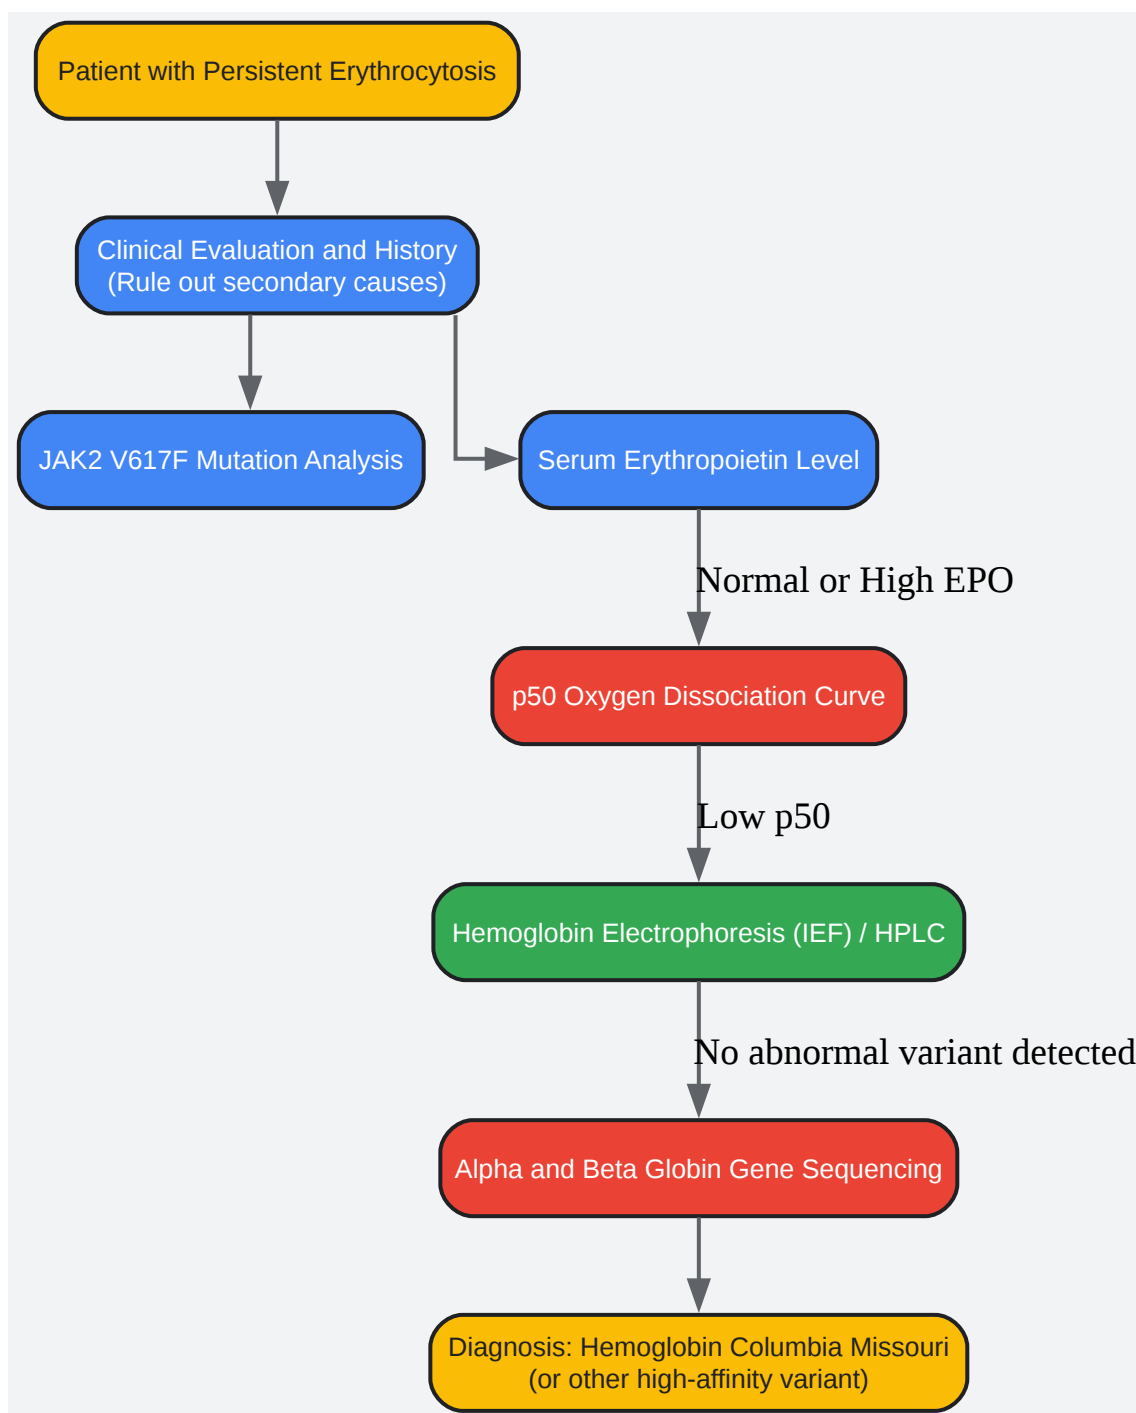 Patient with Persistent Erythrocytosis
Clinical Evaluation and History
(Rule out secondary causes)
JAK2 V617F Mutation Analysis
Serum Erythropoietin Level
Normal or High EPO
p50 Oxygen Dissociation Curve
Low p50
Hemoglobin Electrophoresis (IEF) / HPLC
No abnormal variant detected
Alpha and Beta Globin Gene Sequencing
Diagnosis: Hemoglobin Columbia Missouri
(or other high-affinity variant)